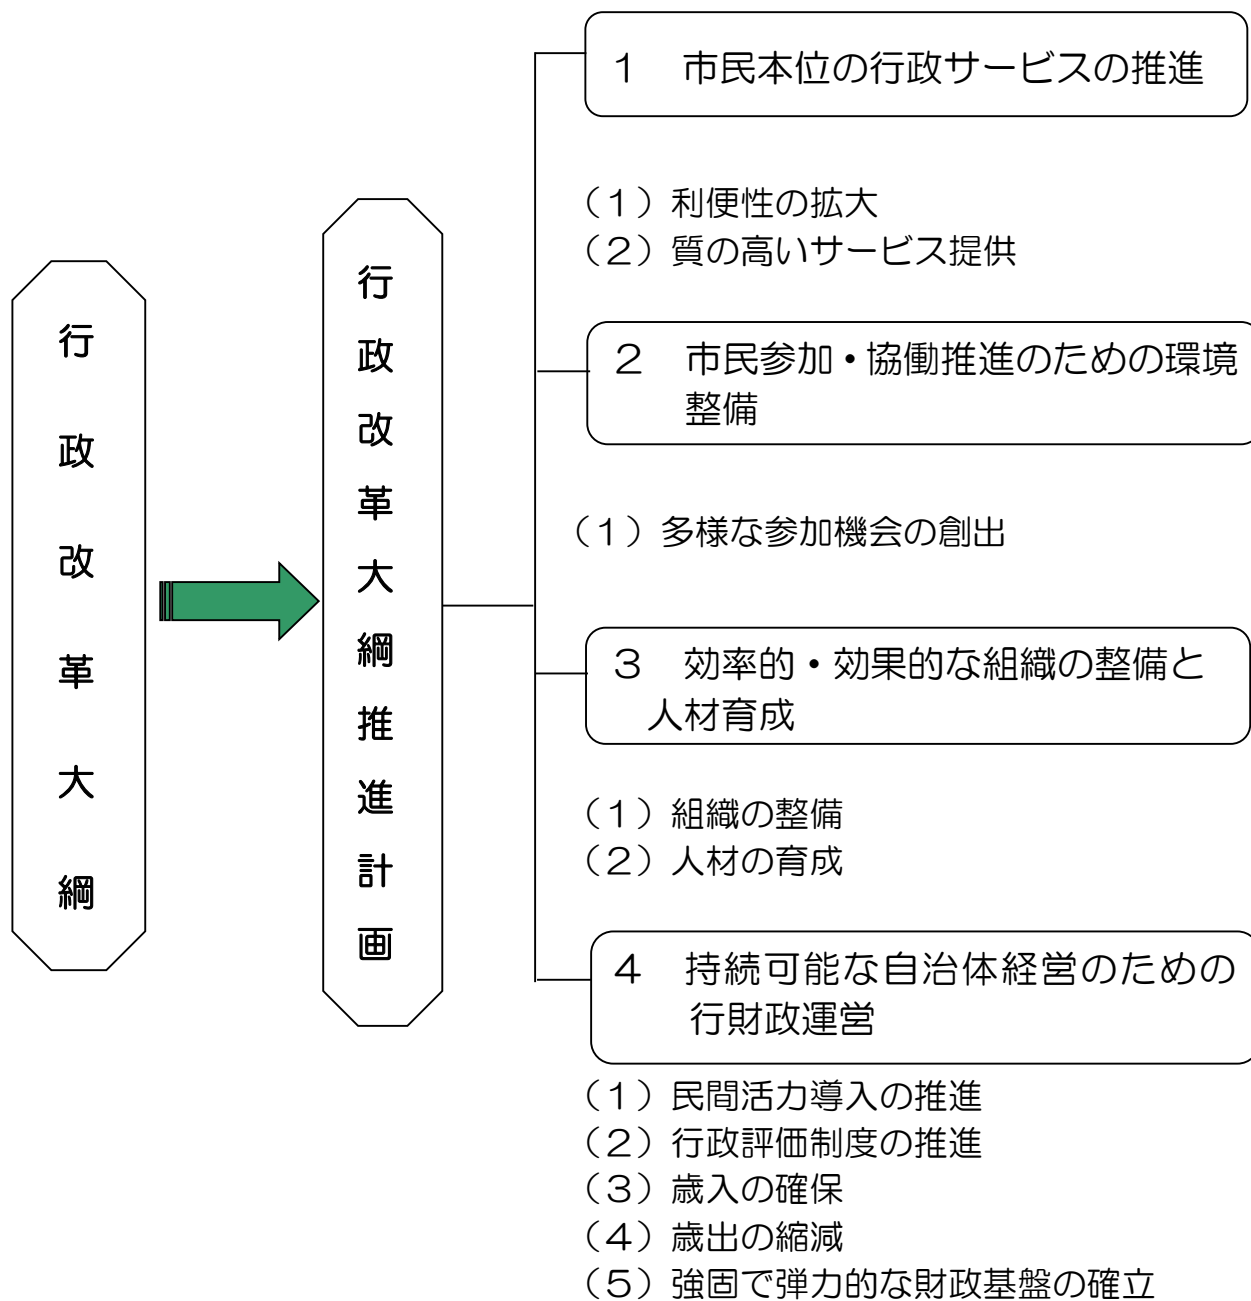 行政改革大綱
行政改革大綱推進計画
1 市民本位の行政サービスの推進
（1）利便性の拡大
（2）質の高いサービス提供
2 市民参加・協働推進のための環境
整備
（1）多様な参加機会の創出
3 効率的・効果的な組織の整備と
人材育成
（1）組織の整備
（2）人材の育成
4 持続可能な自治体経営のための
行財政運営
（1）民間活力導入の推進
（2）行政評価制度の推進
（3）歳入の確保
（4）歳出の縮減
（5）強固で弾力的な財政基盤の確立